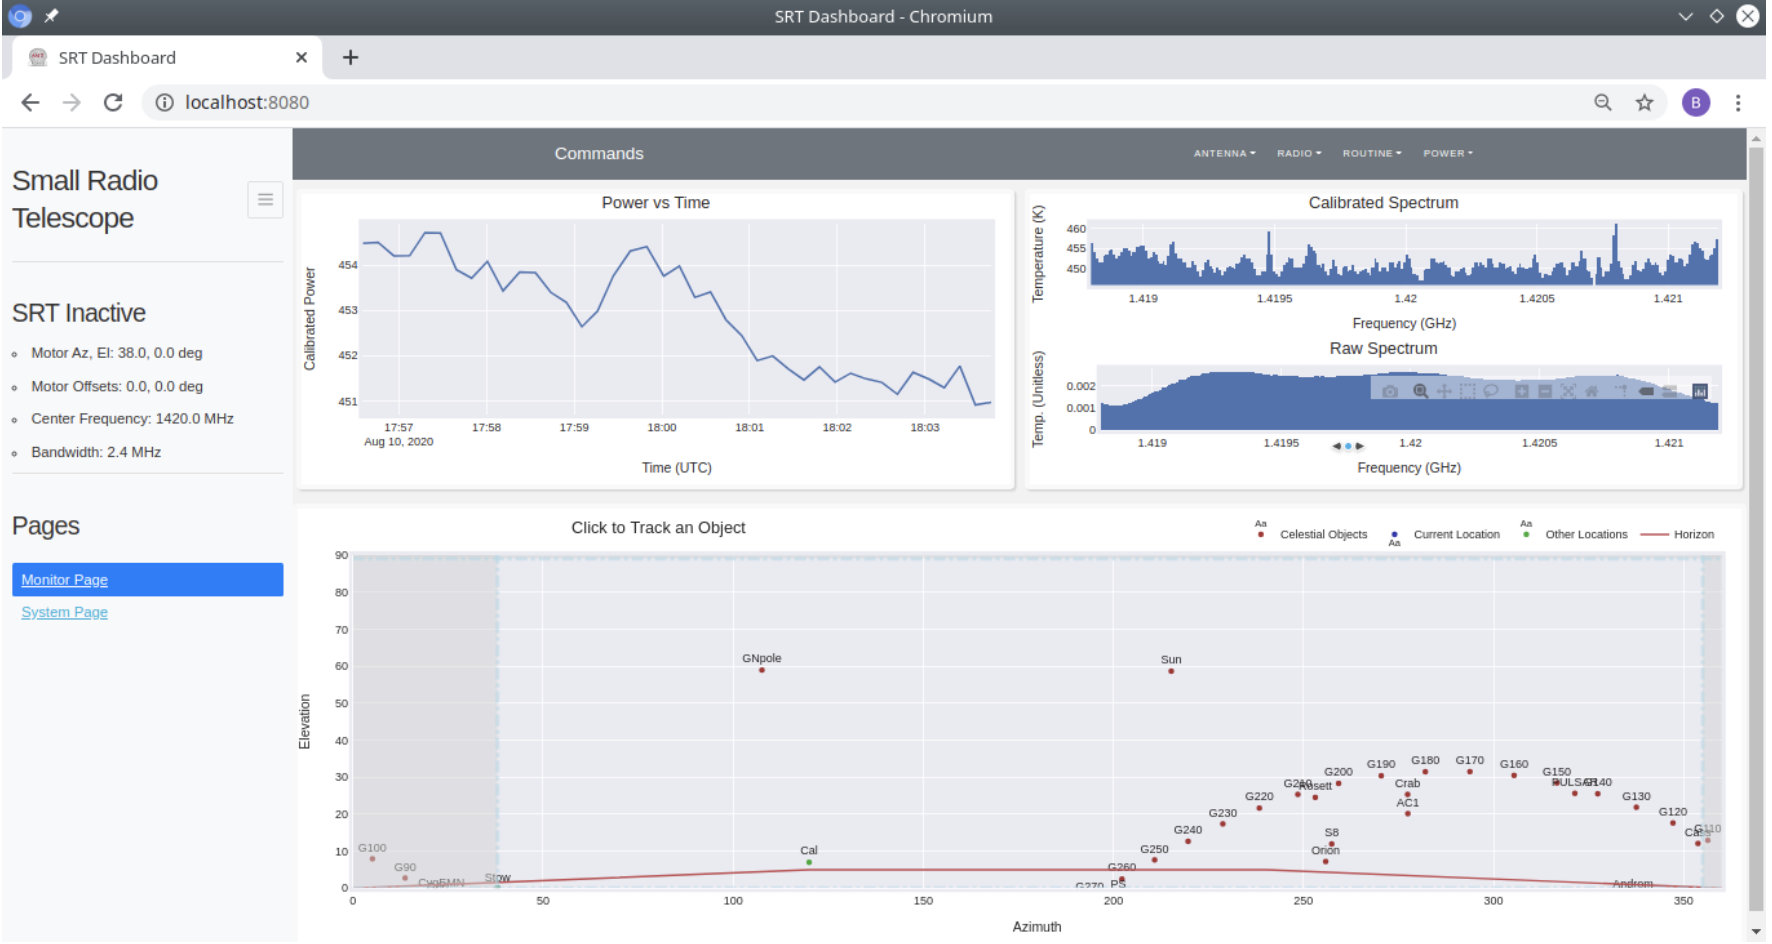 SRT Dashboard - Chromium
SRT Dashboard
localhost:8080
B
Small Radio
Telescope
SRT Inactive
Motor Az, El: 38.0, 0.0 deg
Motor Offsets: 0.0, 0.0 deg
Center Frequency: 1420.0 MHz
Bandwidth: 2.4 MHz
Pages
Monitor Page
System Page
Commands
ANTENNA
RADIO
ROUTINE
POWER
Power vs Time
Calibrated Power
454
453
452
451
17:57
17:58
17:59
18:00
18:01
18:02
18:03
Aug 10, 2020
Time (UTC)
Calibrated Spectrum
Temperature (K)
460
455
450
1.419
1.4195
1.42
1.4205
1.421
Frequency (GHz)
Raw Spectrum
Temp. (Unitless)
0.002
0.001
0
1.419
1.4195
1.42
1.4205
1.421
Frequency (GHz)
Click to Track an Object
Aa Celestial Objects
Aa Current Location
Aa Other Locations
Horizon
Elevation
90
80
70
60
50
40
30
20
10
0
GNpole
Sun
G180
G170
G190
G160
G200
G150
G210
Rosett
Crab
PULSAR
G140
G220
AC1
G130
G230
G120
G240
S8
Cass
G110
G250
Orion
Cal
G100
G260
G90
Stow
CygEMN
G270
PS
Androm
0
50
100
150
200
250
300
350
Azimuth